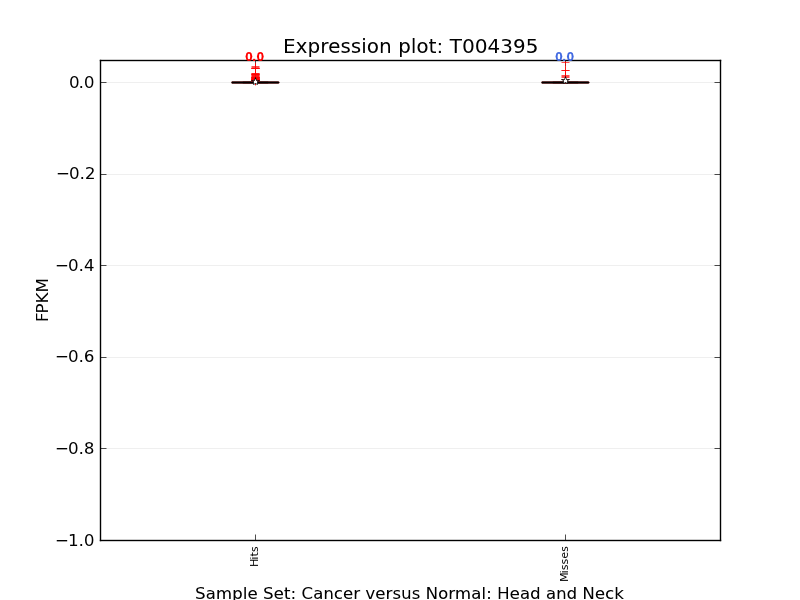 Expression plot: T004395
0.0 0.0
0.0
−0.2
−0.4
−0.6
−0.8
−1.0
FPKM
Hits Misses
Sample Set: Cancer versus Normal: Head and Neck